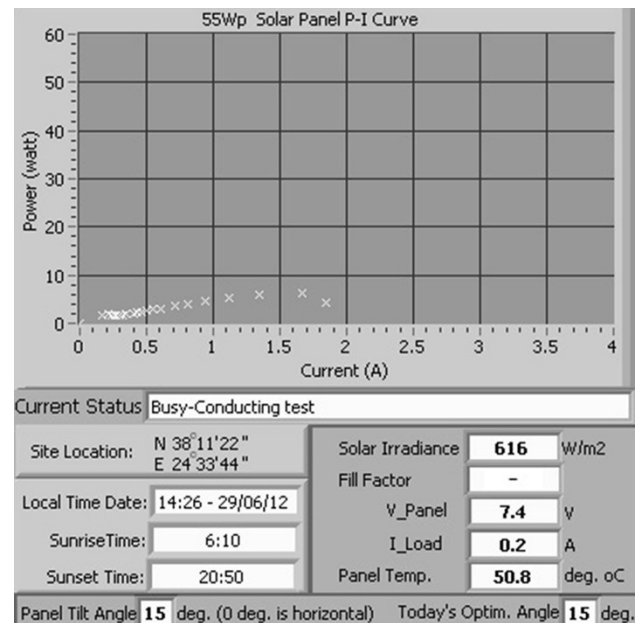 55Wp Solar Panel P-I Curve
60
50
40
30
20
10
0
Power (watt)
0 0.5 1 1.5 2 2.5 3 3.5 4
Current (A)
Current Status Busy-Conducting test
Site Location: N 38°11'22"
E 24°33'44"
Local Time Date: 14:26 - 29/06/12
SunriseTime: 6:10
Sunset Time: 20:50
Solar Irradiance 616 W/m2
Fill Factor -
V_Panel 7.4 V
I_Load 0.2 A
Panel Temp. 50.8 deg. oC
Panel Tilt Angle 15 deg. (0 deg. is horizontal) Today's Optim. Angle 15 deg.